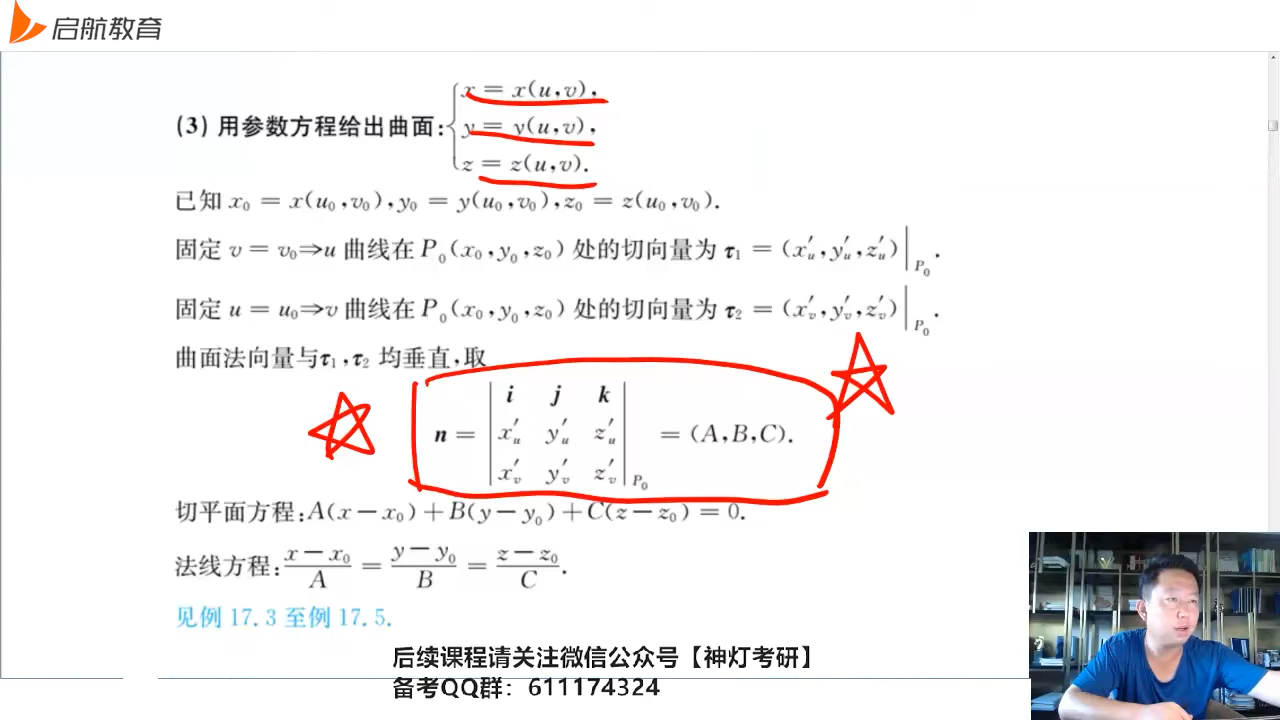 启航教育
(3) 用参数方程给出曲面: { x = x(u,v),
y = y(u,v),
z = z(u,v).
已知 x₀ = x(u₀,v₀), y₀ = y(u₀,v₀), z₀ = z(u₀,v₀).
固定 v = v₀⇒u 曲线在 P₀(x₀,y₀,z₀) 处的切向量为 τ₁ = (x′ᵤ,y′ᵤ,z′ᵤ)|P₀.
固定 u = u₀⇒v 曲线在 P₀(x₀,y₀,z₀) 处的切向量为 τ₂ = (x′ᵥ,y′ᵥ,z′ᵥ)|P₀.
曲面法向量与τ₁,τ₂ 均垂直,取
n = | i j k |
| x′ᵤ y′ᵤ z′ᵤ |
| x′ᵥ y′ᵥ z′ᵥ |P₀ = (A,B,C).
切平面方程:A(x−x₀)+B(y−y₀)+C(z−z₀) = 0.
法线方程: (x−x₀)/A = (y−y₀)/B = (z−z₀)/C.
见例 17.3 至例 17.5.
后续课程请关注微信公众号【神灯考研】
备考QQ群：611174324